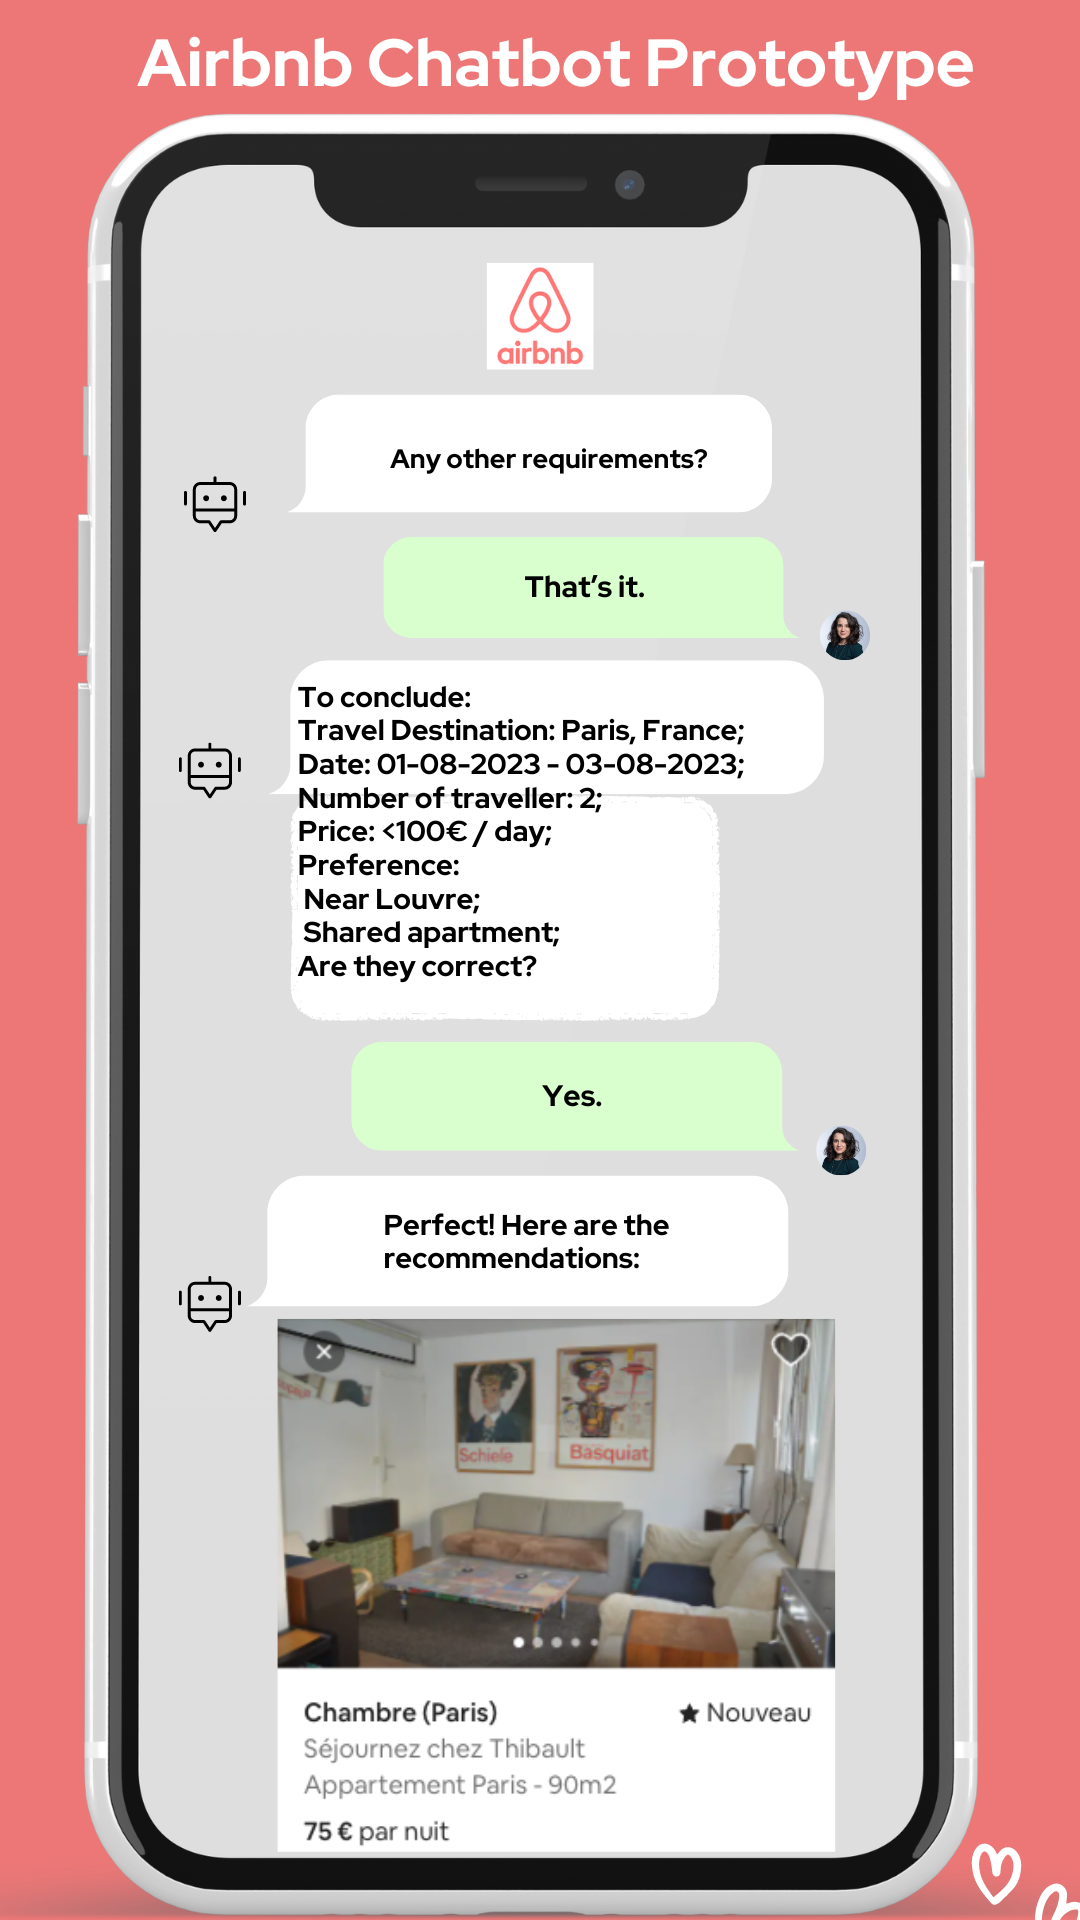 Airbnb Chatbot Prototype
airbnb
Any other requirements?
That's it.
To conclude:
Travel Destination: Paris, France;
Date: 01-08-2023 - 03-08-2023;
Number of traveller: 2;
Price: <100€ / day;
Preference:
Near Louvre;
Shared apartment;
Are they correct?
Yes.
Perfect! Here are the
recommendations:
Schiele
Basquiat
Chambre (Paris)
★ Nouveau
Séjournez chez Thibault
Appartement Paris - 90m2
75 € par nuit